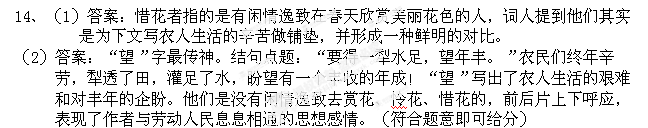 14、（1）答案：惜花者指的是有闲情逸致在春天欣赏美丽花色的人，词人提到他们其实
是为下文写农人生活的辛苦做铺垫，并形成一种鲜明的对比。
（2）答案：“望”字最传神。结句点题：“要得一犁水足，望年丰。”农民们终年辛
劳，犁透了田，灌足了水，盼望有一个丰收的年成！“望”写出了农人生活的艰难
和对丰年的企盼。他们是没有闲情逸致去赏花、怜花、惜花的，前后片上下呼应，
表现了作者与劳动人民息息相通的思想感情。（符合题意即可给分）